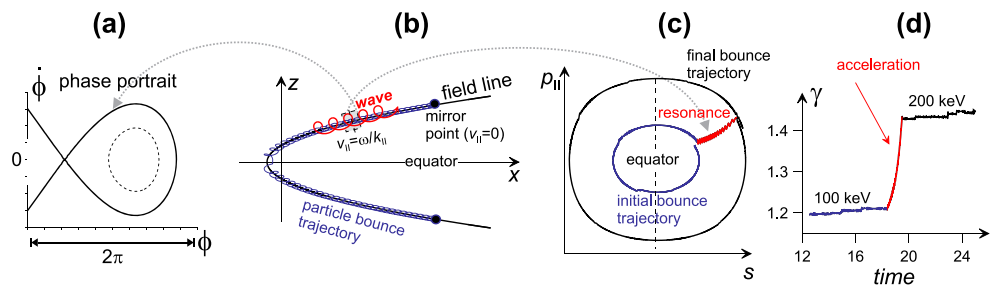 (a)
phase portrait
ϕ̇
0
2π
ϕ
(b)
z
wave
field line
mirror
point (v||=0)
v||=ω/k||
equator
x
particle bounce
trajectory
(c)
final bounce
trajectory
p||
resonance
equator
initial bounce
trajectory
s
(d)
acceleration
γ
200 keV
1.4
1.3
100 keV
1.2
12 16 20 24
time